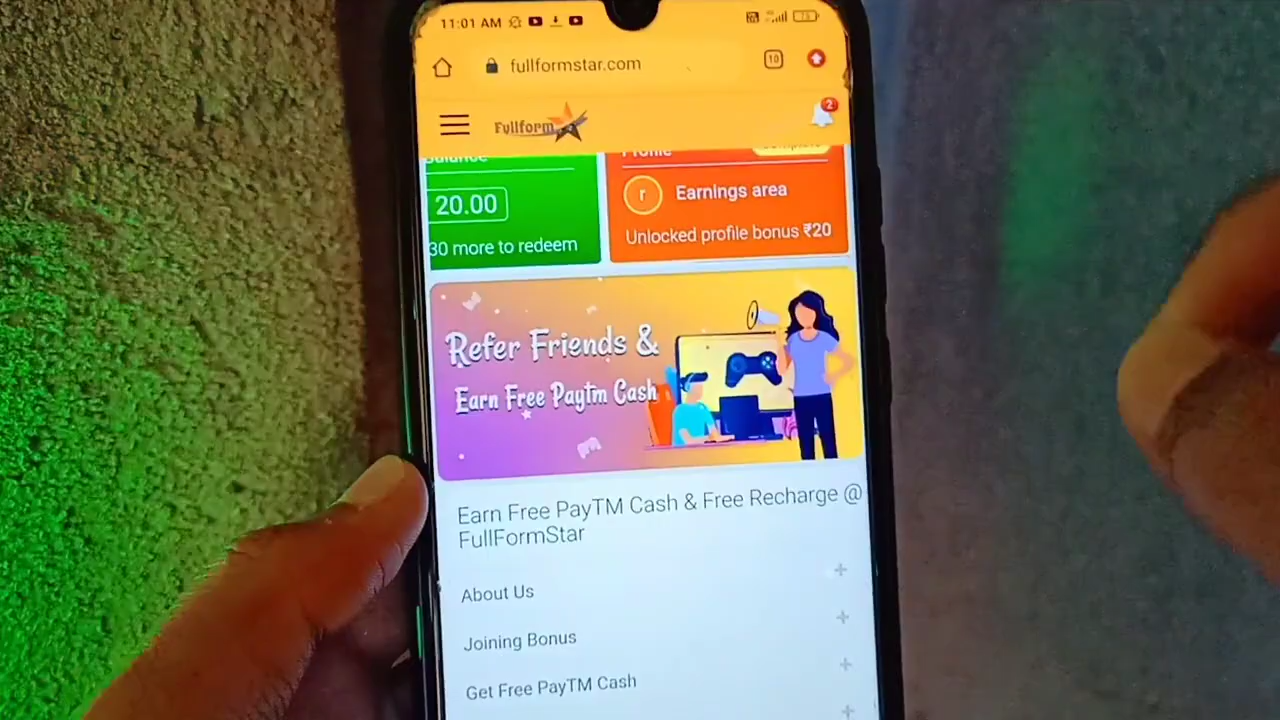 11:01 AM
10
fullformstar.com
Fullform
2
Balance
Profile
20.00
r
Earnings area
30 more to redeem
Unlocked profile bonus ₹20
Refer Friends &
Earn Free Paytm Cash
Earn Free PayTM Cash & Free Recharge @
FullFormStar
About Us
Joining Bonus
Get Free PayTM Cash